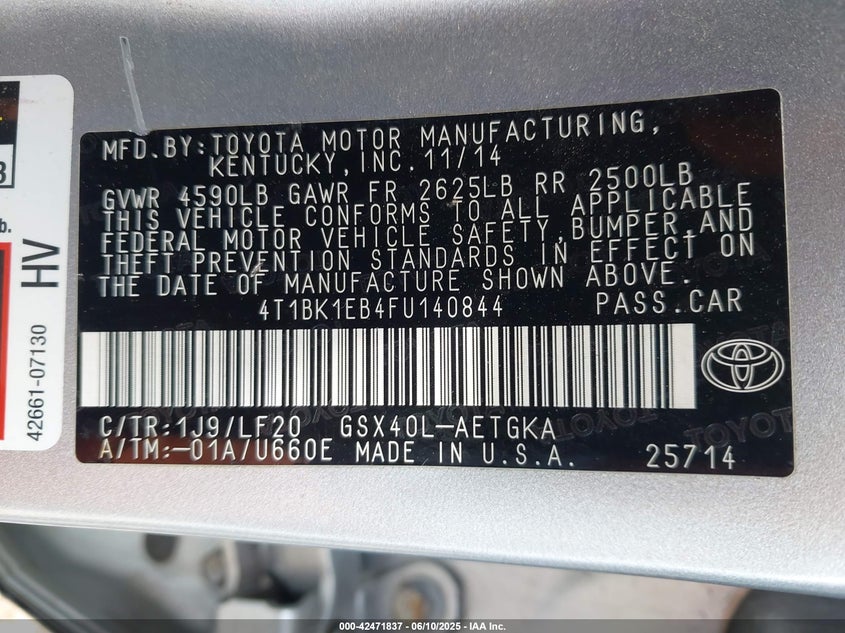 MFD.BY:TOYOTA MOTOR MANUFACTURING,
KENTUCKY,INC.11/14
GVWR 4590LB GAWR FR 2625LB RR 2500LB
THIS VEHICLE CONFORMS TO ALL APPLICABLE
FEDERAL MOTOR VEHICLE SAFETY,BUMPER,AND
THEFT PREVENTION STANDARDS IN EFFECT ON
THE DATE OF MANUFACTURE SHOWN ABOVE.
4T1BK1EB4FU140844 PASS.CAR
C/TR:1J9/LF20 GSX40L-AETGKA
A/TM:-01A/U660E MADE IN U.S.A. 25714
TOYOTA
b.
HV
42661-07130
000-42471837 - 06/10/2025 - IAA Inc.